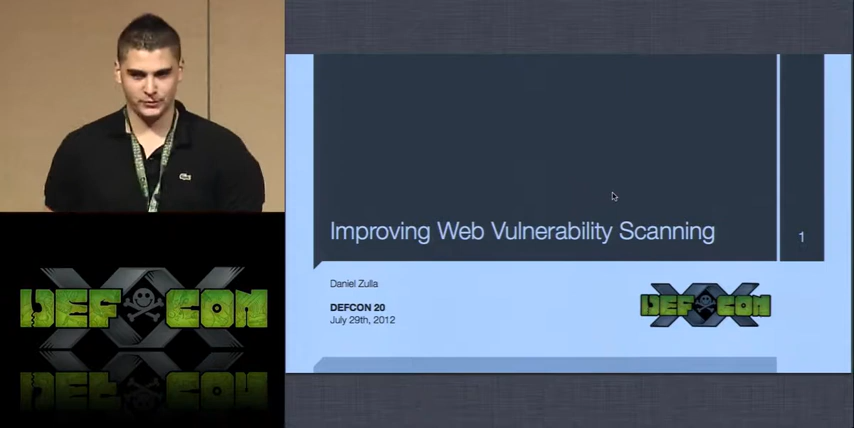 DEF CON
Improving Web Vulnerability Scanning
1
Daniel Zulla
DEFCON 20
July 29th, 2012
DEF CON